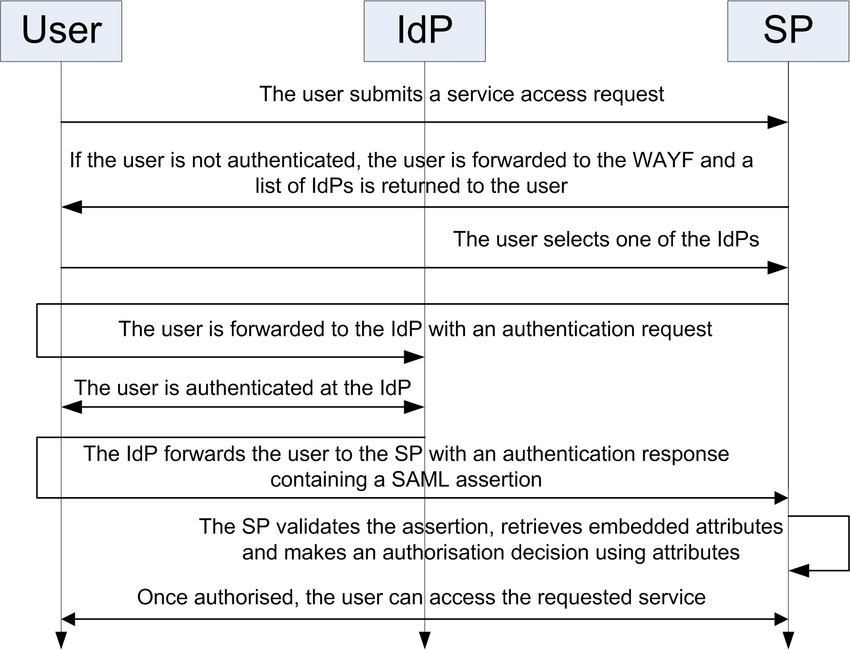 User IdP SP
The user submits a service access request
If the user is not authenticated, the user is forwarded to the WAYF and a
list of IdPs is returned to the user
The user selects one of the IdPs
The user is forwarded to the IdP with an authentication request
The user is authenticated at the IdP
The IdP forwards the user to the SP with an authentication response
containing a SAML assertion
The SP validates the assertion, retrieves embedded attributes
and makes an authorisation decision using attributes
Once authorised, the user can access the requested service